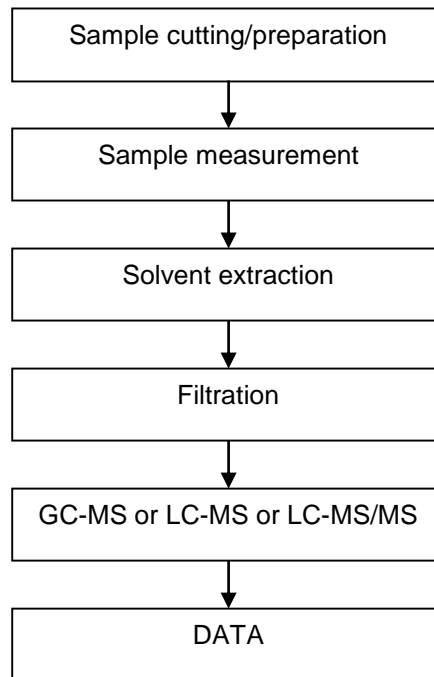 Sample cutting/preparation
Sample measurement
Solvent extraction
Filtration
GC-MS or LC-MS or LC-MS/MS
DATA